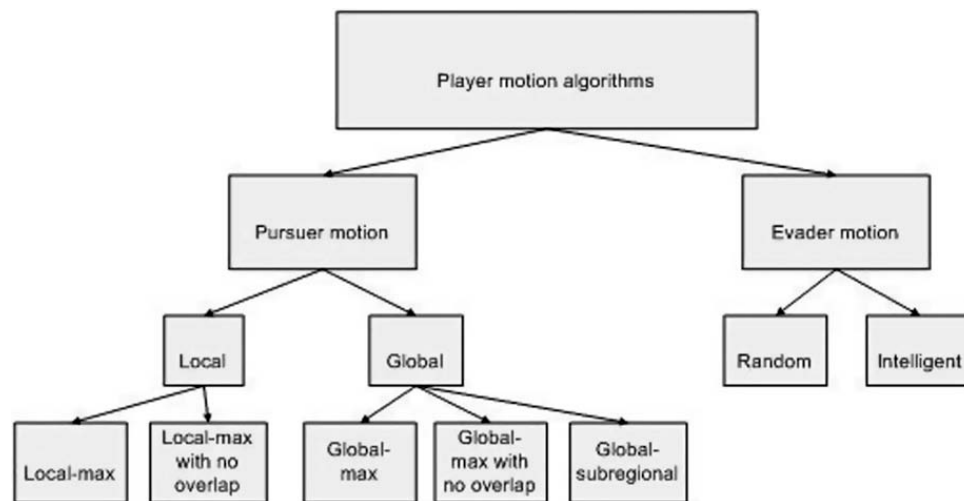 Player motion algorithms
Pursuer motion
Evader motion
Local
Global
Random
Intelligent
Local-max
Local-max
with no
overlap
Global-
max
Global-
max with
no overlap
Global-
subregional